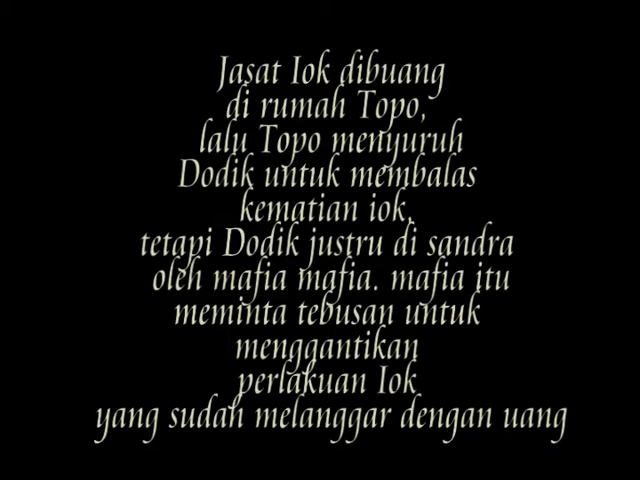 Jasat Iok dibuang
di rumah Topo,
lalu Topo menyuruh
Dodik untuk membalas
kematian iok,
tetapi Dodik justru di sandra
oleh mafia mafia. mafia itu
meminta tebusan untuk
menggantikan
perlakuan Iok
yang sudah melanggar dengan uang